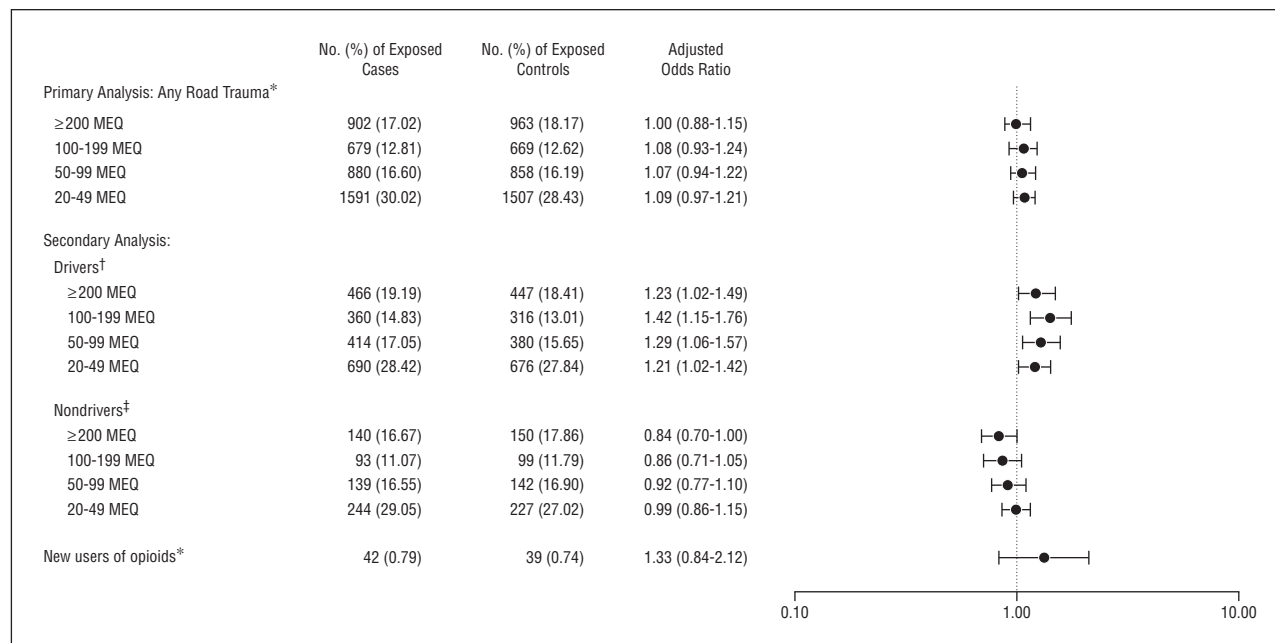 No. (%) of Exposed Cases No. (%) of Exposed Controls Adjusted Odds Ratio
Primary Analysis: Any Road Trauma*
≥200 MEQ 902 (17.02) 963 (18.17) 1.00 (0.88-1.15)
100-199 MEQ 679 (12.81) 669 (12.62) 1.08 (0.93-1.24)
50-99 MEQ 880 (16.60) 858 (16.19) 1.07 (0.94-1.22)
20-49 MEQ 1591 (30.02) 1507 (28.43) 1.09 (0.97-1.21)
Secondary Analysis:
Drivers†
≥200 MEQ 466 (19.19) 447 (18.41) 1.23 (1.02-1.49)
100-199 MEQ 360 (14.83) 316 (13.01) 1.42 (1.15-1.76)
50-99 MEQ 414 (17.05) 380 (15.65) 1.29 (1.06-1.57)
20-49 MEQ 690 (28.42) 676 (27.84) 1.21 (1.02-1.42)
Nondrivers‡
≥200 MEQ 140 (16.67) 150 (17.86) 0.84 (0.70-1.00)
100-199 MEQ 93 (11.07) 99 (11.79) 0.86 (0.71-1.05)
50-99 MEQ 139 (16.55) 142 (16.90) 0.92 (0.77-1.10)
20-49 MEQ 244 (29.05) 227 (27.02) 0.99 (0.86-1.15)
New users of opioids* 42 (0.79) 39 (0.74) 1.33 (0.84-2.12)
0.10 1.00 10.00